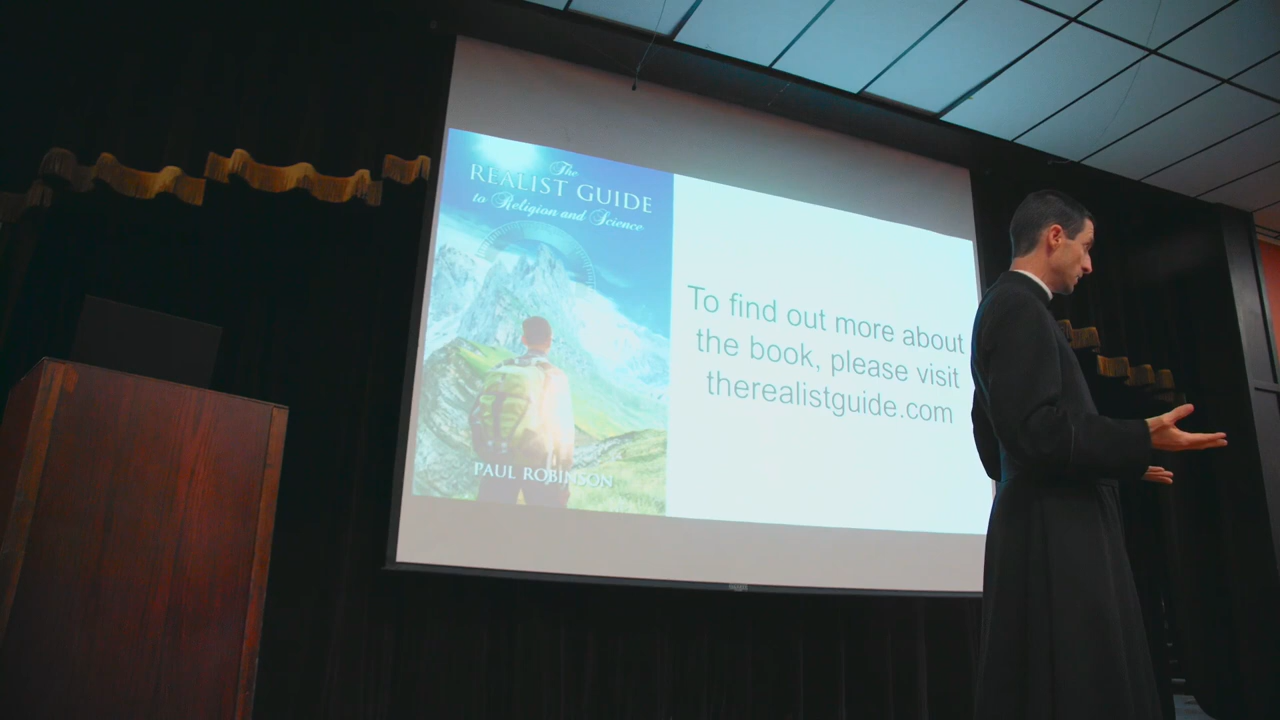 The
REALIST GUIDE
to Religion and Science
PAUL ROBINSON
To find out more about
the book, please visit
therealistguide.com